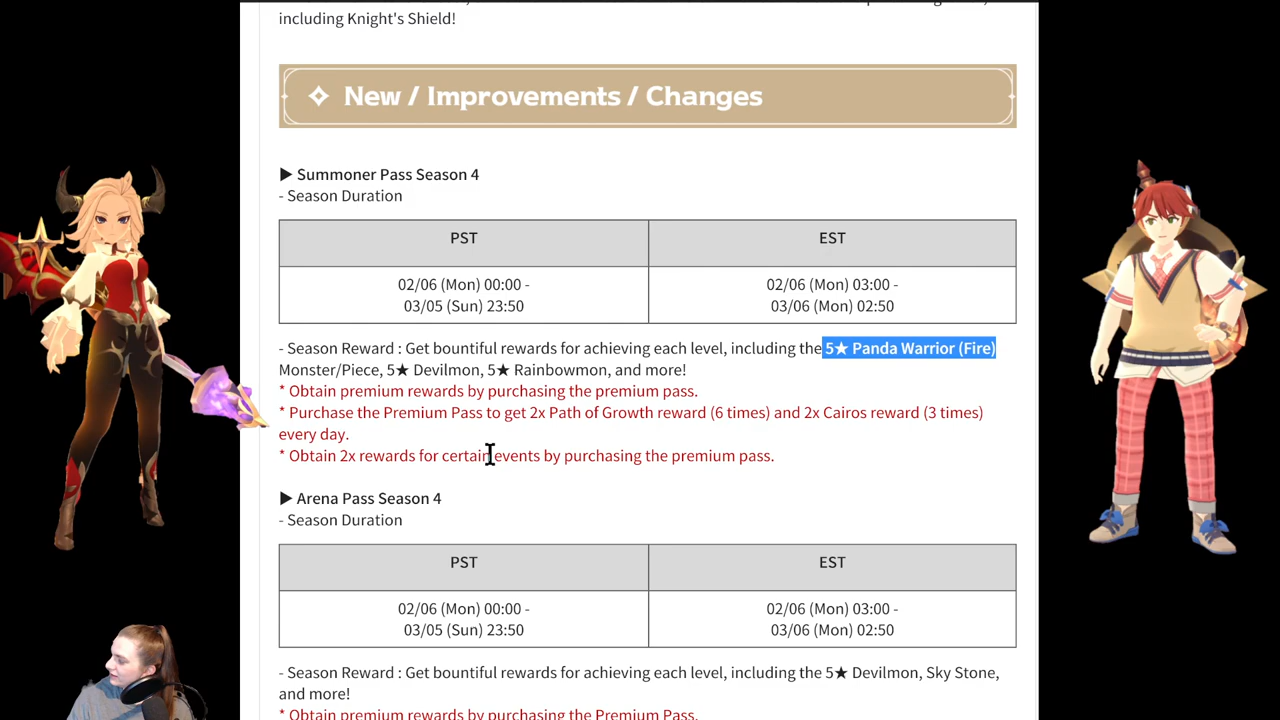 including Knight's Shield!
New / Improvements / Changes
▶ Summoner Pass Season 4
- Season Duration
PST
EST
02/06 (Mon) 00:00 -
03/05 (Sun) 23:50
02/06 (Mon) 03:00 -
03/06 (Mon) 02:50
- Season Reward : Get bountiful rewards for achieving each level, including the 5★ Panda Warrior (Fire)
Monster/Piece, 5★ Devilmon, 5★ Rainbowmon, and more!
* Obtain premium rewards by purchasing the premium pass.
* Purchase the Premium Pass to get 2x Path of Growth reward (6 times) and 2x Cairos reward (3 times)
every day.
* Obtain 2x rewards for certain events by purchasing the premium pass.
▶ Arena Pass Season 4
- Season Duration
PST
EST
02/06 (Mon) 00:00 -
03/05 (Sun) 23:50
02/06 (Mon) 03:00 -
03/06 (Mon) 02:50
- Season Reward : Get bountiful rewards for achieving each level, including the 5★ Devilmon, Sky Stone,
and more!
* Obtain premium rewards by purchasing the Premium Pass.